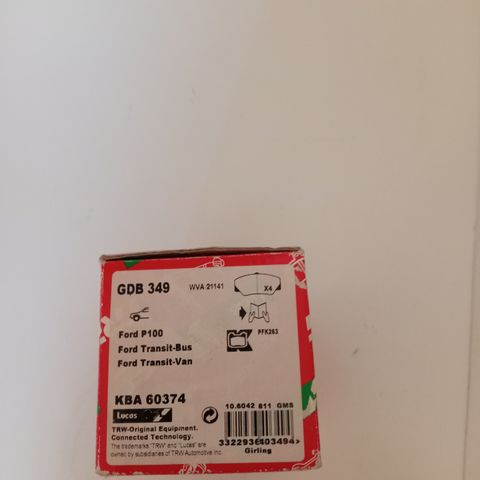 GDB 349
WVA 21141
X4
PFK263
Ford P100
Ford Transit-Bus
Ford Transit-Van
KBA 60374
Lucas
10.6042 811 GMS
TRW-Original Equipment.
Connected Technology.
The trademarks "TRW" and "Lucas" are
owned by subsidiaries of TRW Automotive Inc
3322936403494>
Girling